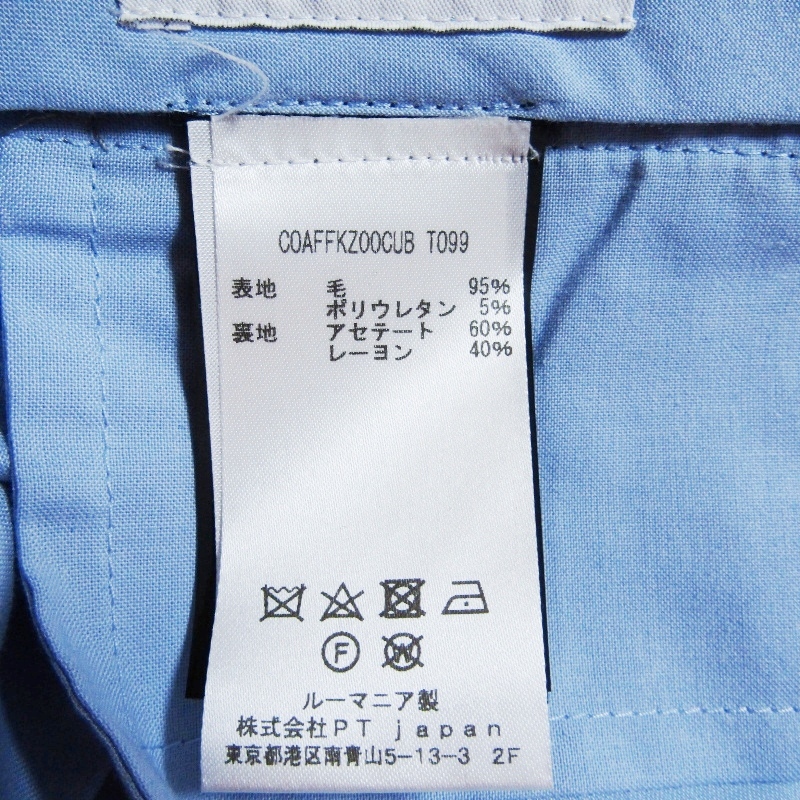 COAFFKZ00CUB T099
表地 毛 95%
ポリウレタン 5%
裏地 アセテート 60%
レーヨン 40%
F W
ルーマニア製
株式会社PT japan
東京都港区南青山5-13-3 2F